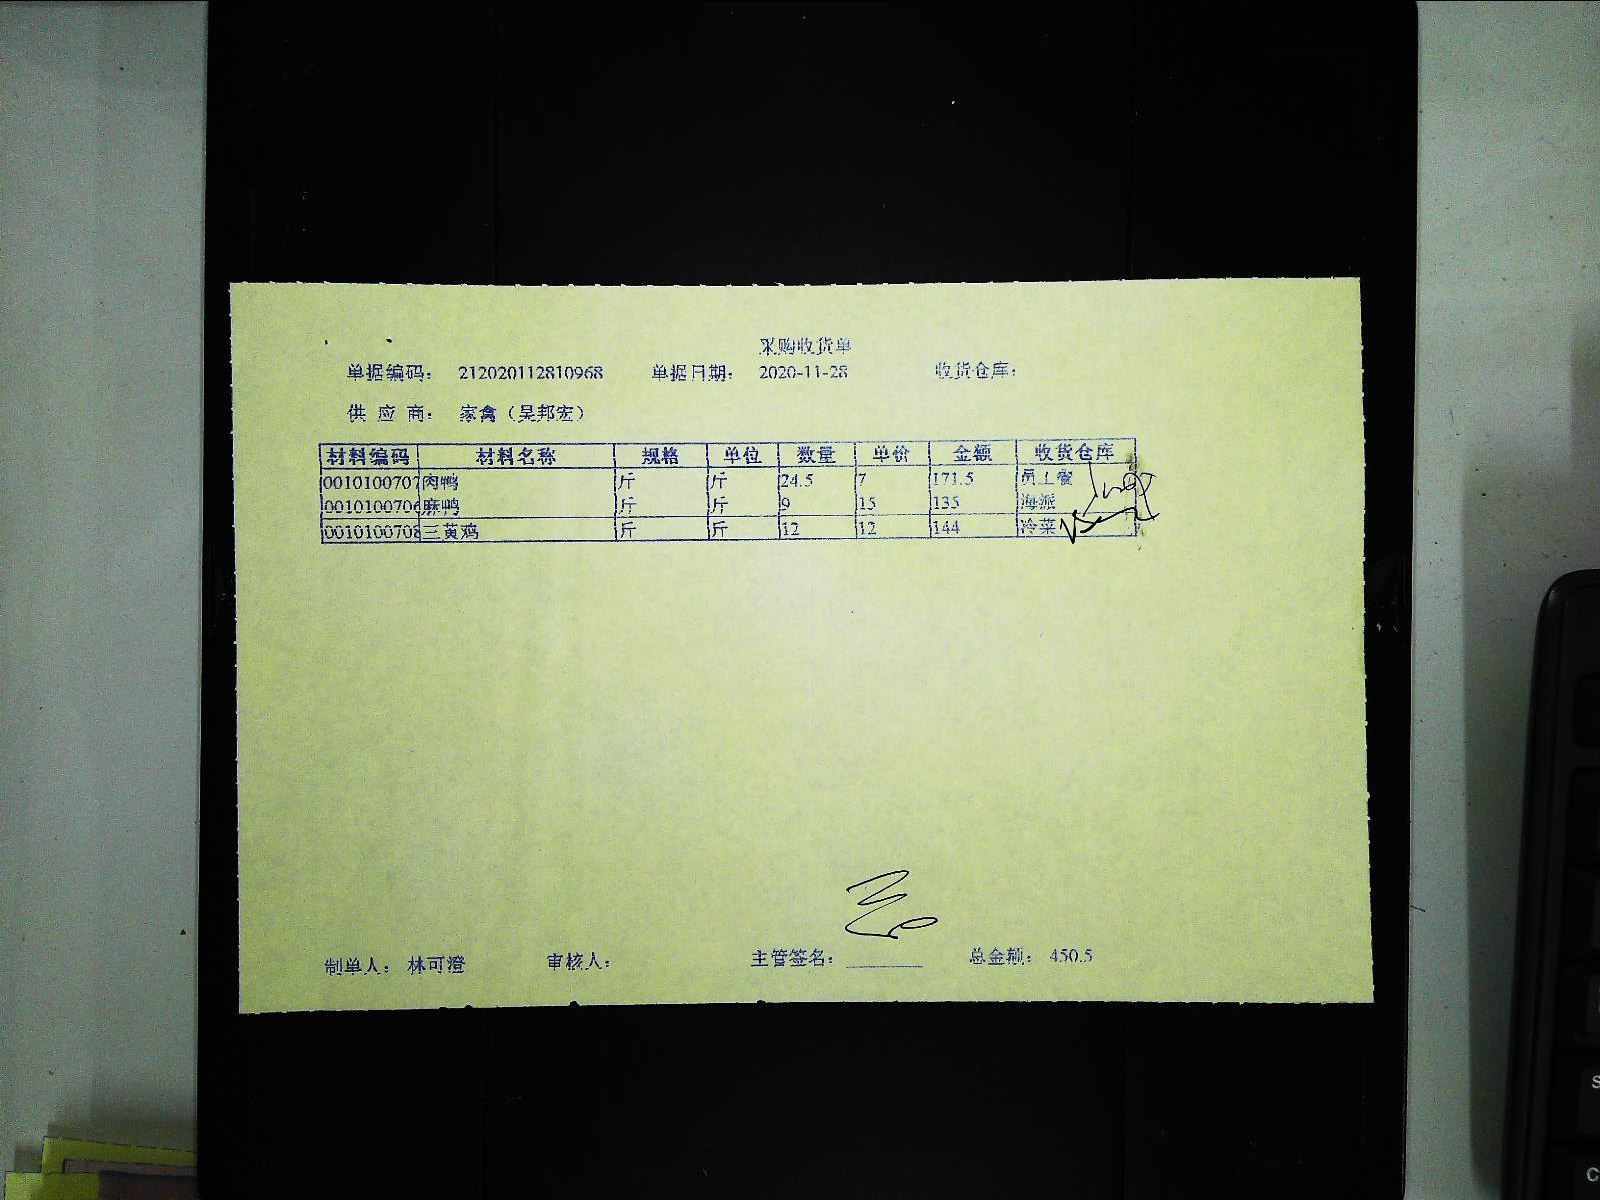 采购收货单
单据编码： 212020112810968 单据日期： 2020-11-28 收货仓库：
供 应 商： 家禽（吴邦宏）
材料编码 材料名称 规格 单位 数量 单价 金额 收货仓库
0010100707 肉鸭 斤 斤 24.5 7 171.5 员工餐
0010100706 麻鸭 斤 斤 9 15 135 海派
0010100708 三黄鸡 斤 斤 12 12 144 冷菜
制单人： 林可澄 审核人： 主管签名： 总金额： 450.5